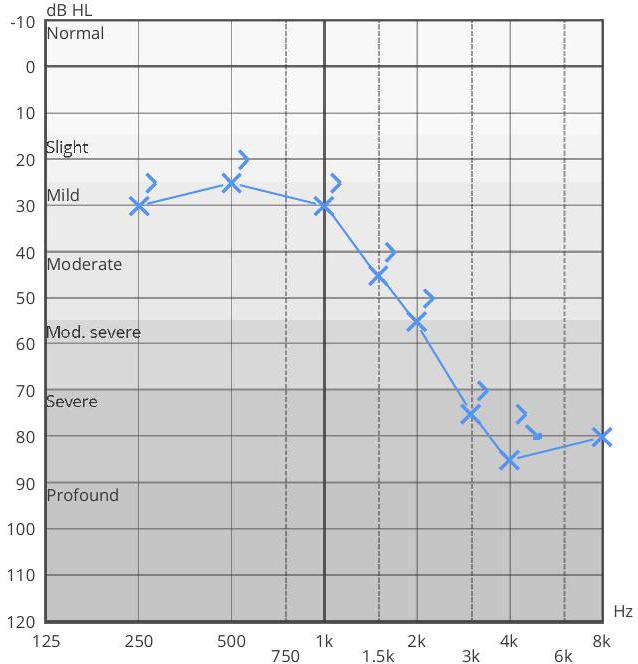 dB HL
-10
Normal
0
10
Slight
20
Mild
30
40
Moderate
50
Mod. severe
60
70
Severe
80
90
Profound
100
110
120
Hz
125 250 500 1k 2k 4k 8k
750 1.5k 3k 6k